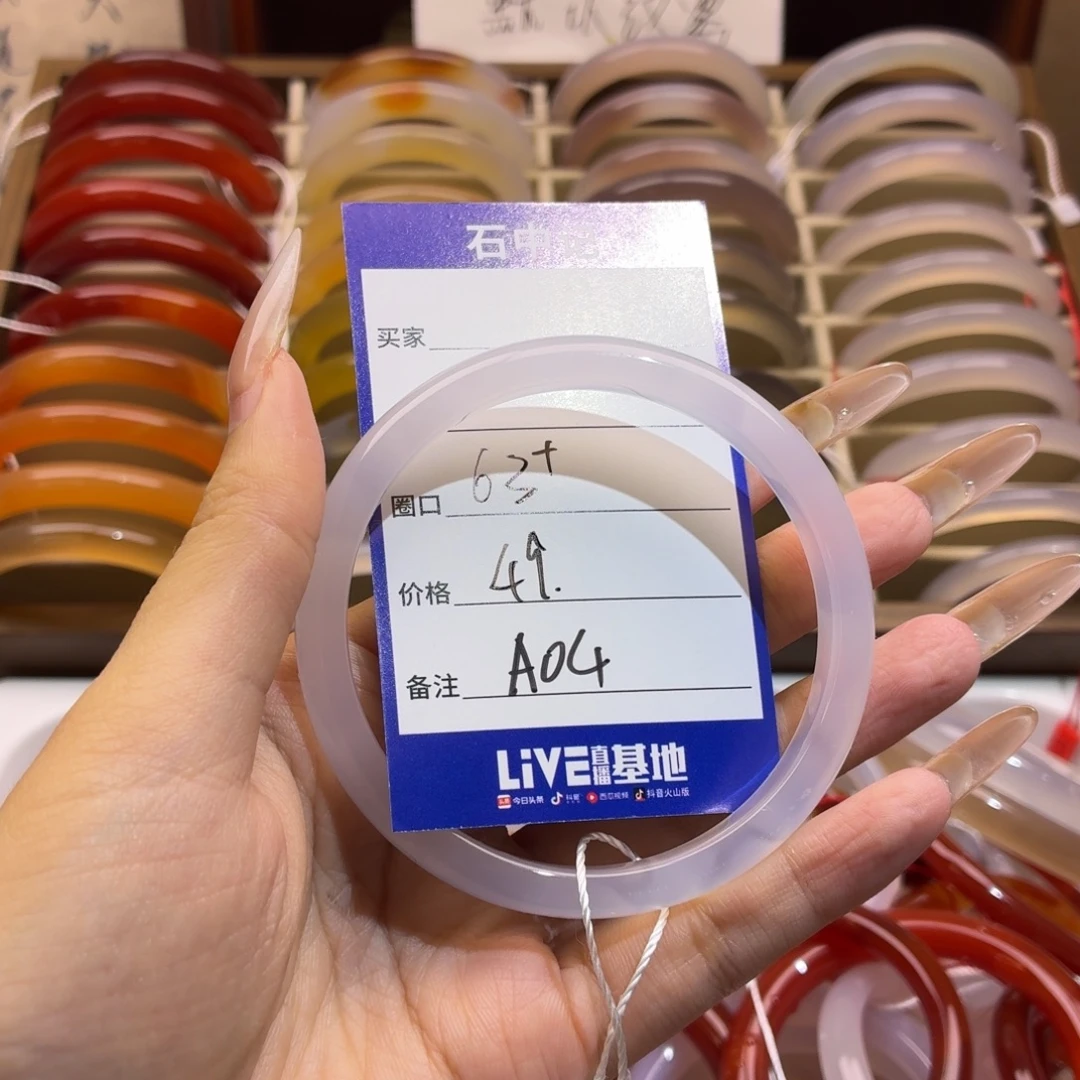 石中
买家
圈口 62+
价格 49.
备注 A04
LiVE直播基地
今日头条 抖音 西瓜视频 抖音火山版